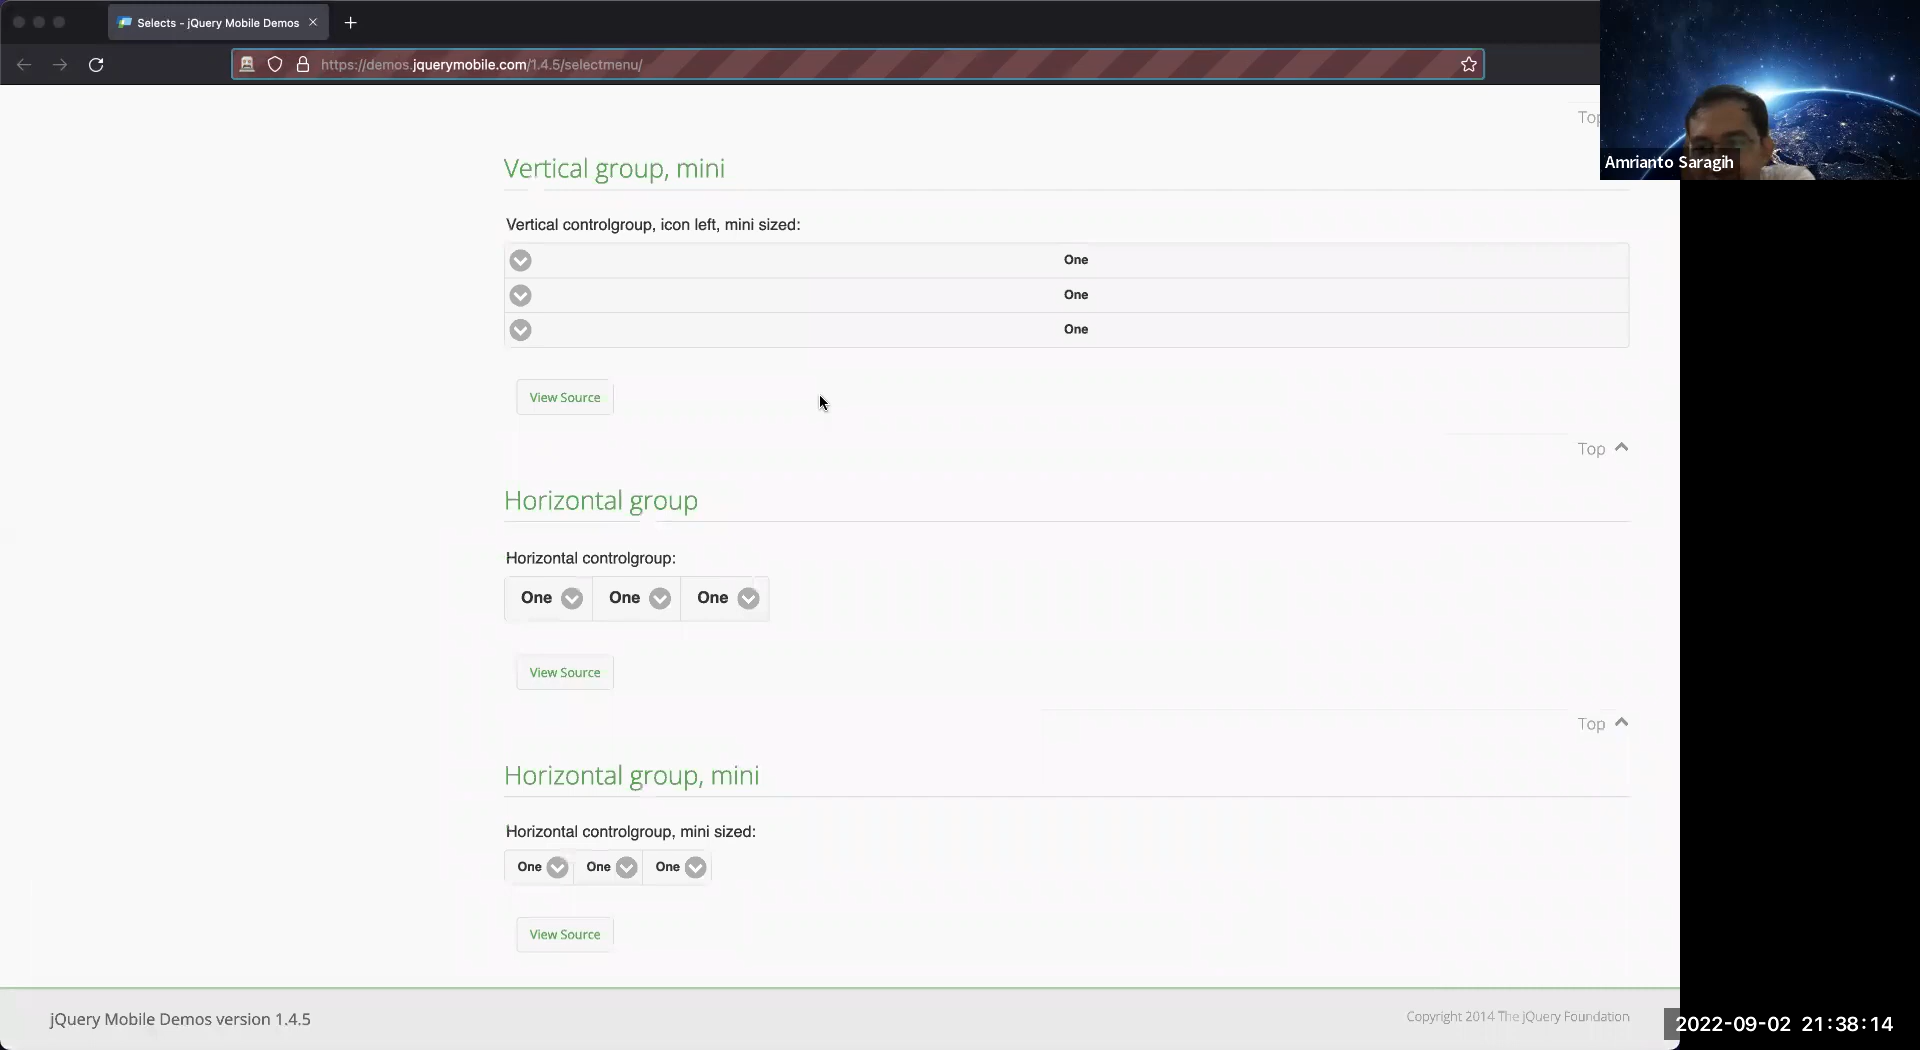 Selects - jQuery Mobile Demos
https://demos.jquerymobile.com/1.4.5/selectmenu/
Amrianto Saragih
Top
Vertical group, mini
Vertical controlgroup, icon left, mini sized:
One
One
One
View Source
Top
Horizontal group
Horizontal controlgroup:
One One One
View Source
Top
Horizontal group, mini
Horizontal controlgroup, mini sized:
One One One
View Source
jQuery Mobile Demos version 1.4.5
Copyright 2014 The jQuery Foundation
2022-09-02 21:38:14